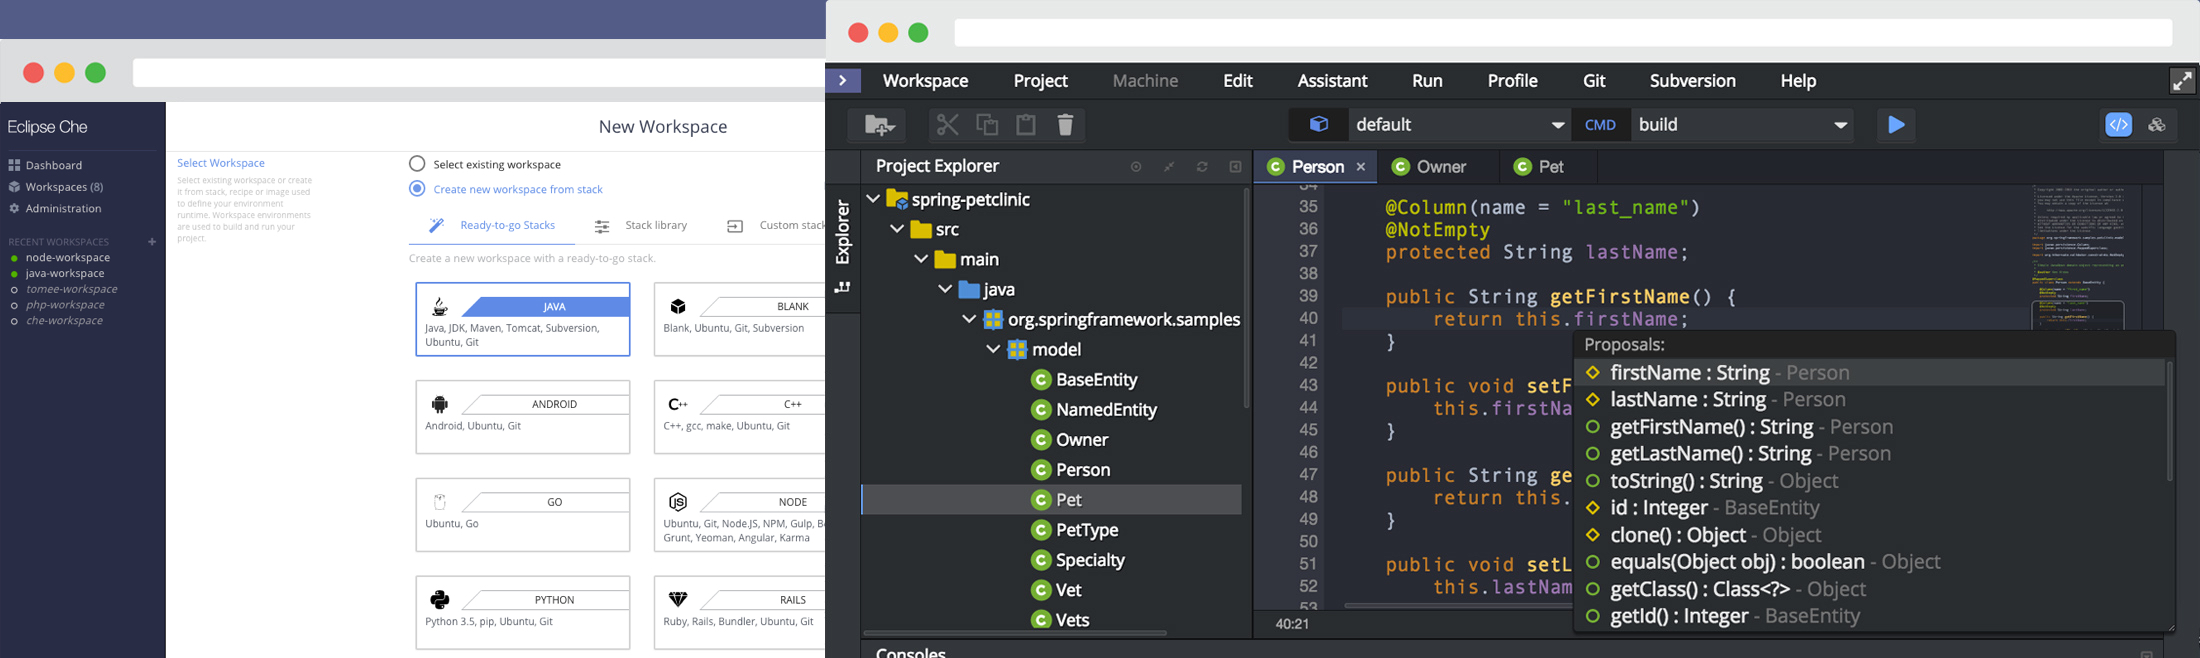 Eclipse Che
Dashboard
Workspaces (8)
Administration
RECENT WORKSPACES +
node-workspace
java-workspace
tomee-workspace
php-workspace
che-workspace
New Workspace
Select Workspace
Select existing workspace or create
it from stack, recipe or image used
to define your environment
runtime. Workspace environments
are used to build and run your
project.
Select existing workspace
Create new workspace from stack
Ready-to-go Stacks Stack library Custom stack
Create a new workspace with a ready-to-go stack.
JAVA
Java, JDK, Maven, Tomcat, Subversion,
Ubuntu, Git
BLANK
Blank, Ubuntu, Git, Subversion
ANDROID
Android, Ubuntu, Git
C++
C++
C++, gcc, make, Ubuntu, Git
GO
Ubuntu, Go
JS
NODE
Ubuntu, Git, Node.JS, NPM, Gulp,
Grunt, Yeoman, Angular, Karma
PYTHON
Python 3.5, pip, Ubuntu, Git
RAILS
Ruby, Rails, Bundler, Ubuntu, Git
Workspace Project Machine Edit Assistant Run Profile Git Subversion Help
default CMD build
Explorer
Project Explorer
spring-petclinic
src
main
java
org.springframework.samples
model
C BaseEntity
C NamedEntity
C Owner
C Person
C Pet
C PetType
C Specialty
C Vet
C Vets
C Person × C Owner C Pet
34
35 @Column(name = "last_name")
36 @NotEmpty
37 protected String lastName;
38
39 public String getFirstName() {
40 return this.firstName;
41 }
42
43 public void setF
44 this.firstNa
45 }
46
47 public String ge
48 return this.
49 }
50
51 public void setL
52 this.lastNam
53
40:21
Proposals:
firstName : String - Person
lastName : String - Person
getFirstName() : String - Person
getLastName() : String - Person
toString() : String - Object
id : Integer - BaseEntity
clone() : Object - Object
equals(Object obj) : boolean - Object
getClass() : Class<?> - Object
getId() : Integer - BaseEntity
Consoles